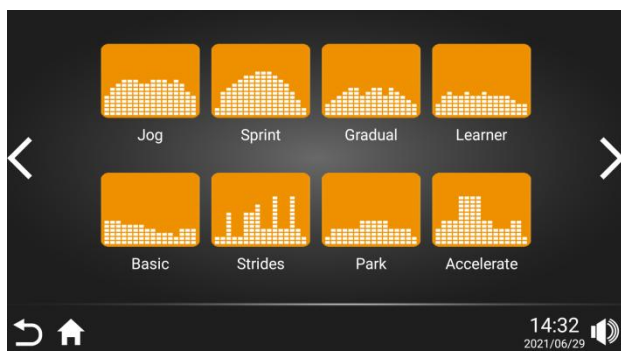 Jog
Sprint
Gradual
Learner
Basic
Strides
Park
Accelerate
14:32
2021/06/29